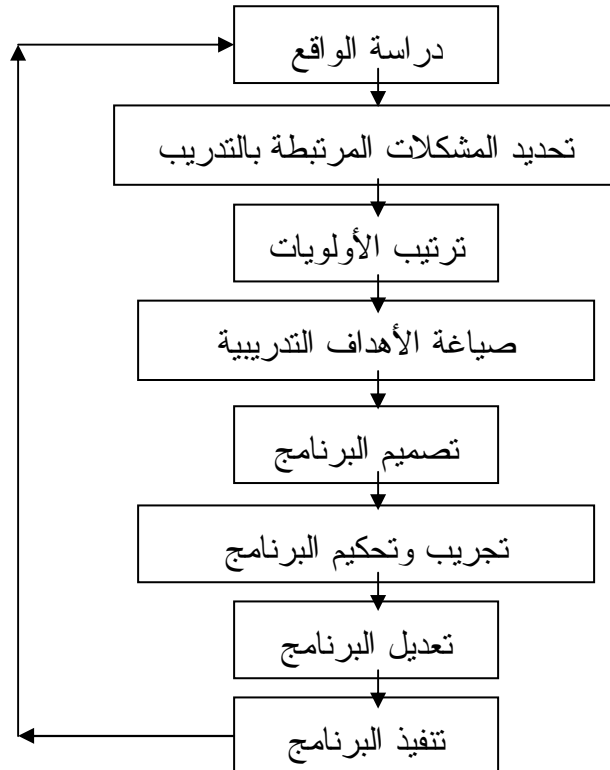 دراسة الواقع
تحديد المشكلات المرتبطة بالتدريب
ترتيب الأولويات
صياغة الأهداف التدريبية
تصميم البرنامج
تجريب وتحكيم البرنامج
تعديل البرنامج
تنفيذ البرنامج